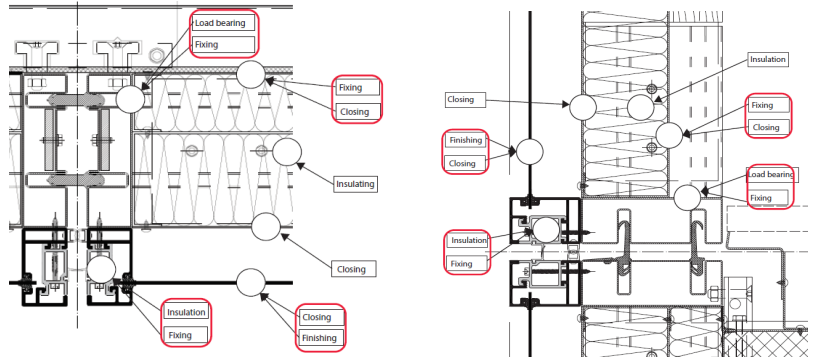 Load bearing
Fixing
Fixing
Closing
Insulating
Closing
Insulation
Fixing
Closing
Finishing
Insulation
Closing
Fixing
Closing
Finishing
Closing
Load bearing
Fixing
Insulation
Fixing